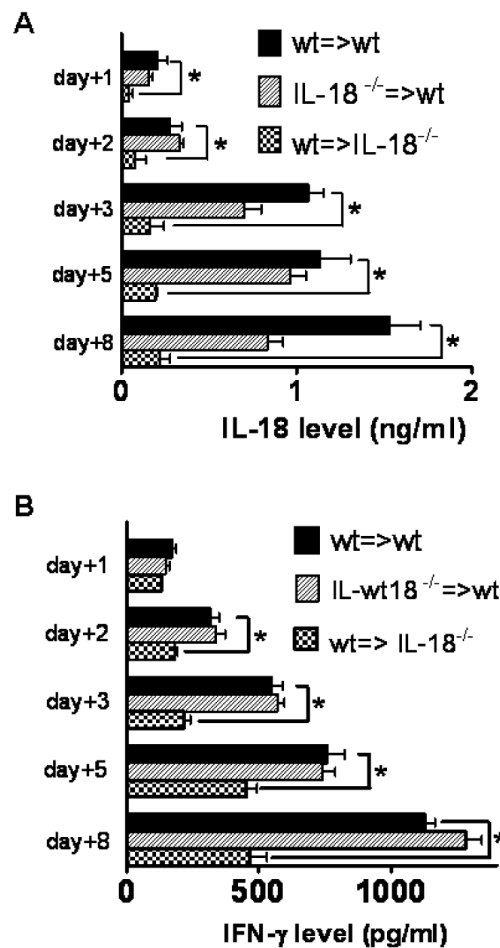 A
wt=>wt
IL-18 -/-=>wt
wt=>IL-18-/-
day+1
*
day+2
*
day+3
*
day+5
*
day+8
*
0 1 2
IL-18 level (ng/ml)
B
wt=>wt
IL-wt18 -/-=>wt
wt=> IL-18-/-
day+1
day+2
*
day+3
*
day+5
*
day+8
*
0 500 1000
IFN-γ level (pg/ml)